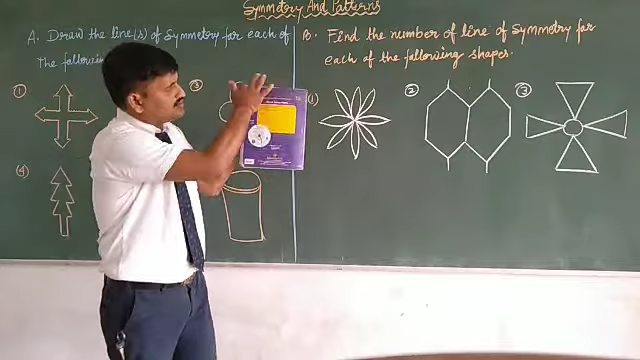 Symmetry And Patterns
A. Draw the line(s) of Symmetry for each of
The following
B. Find the number of line of Symmetry for
each of the following shapes.
① ③ ① ② ③
④